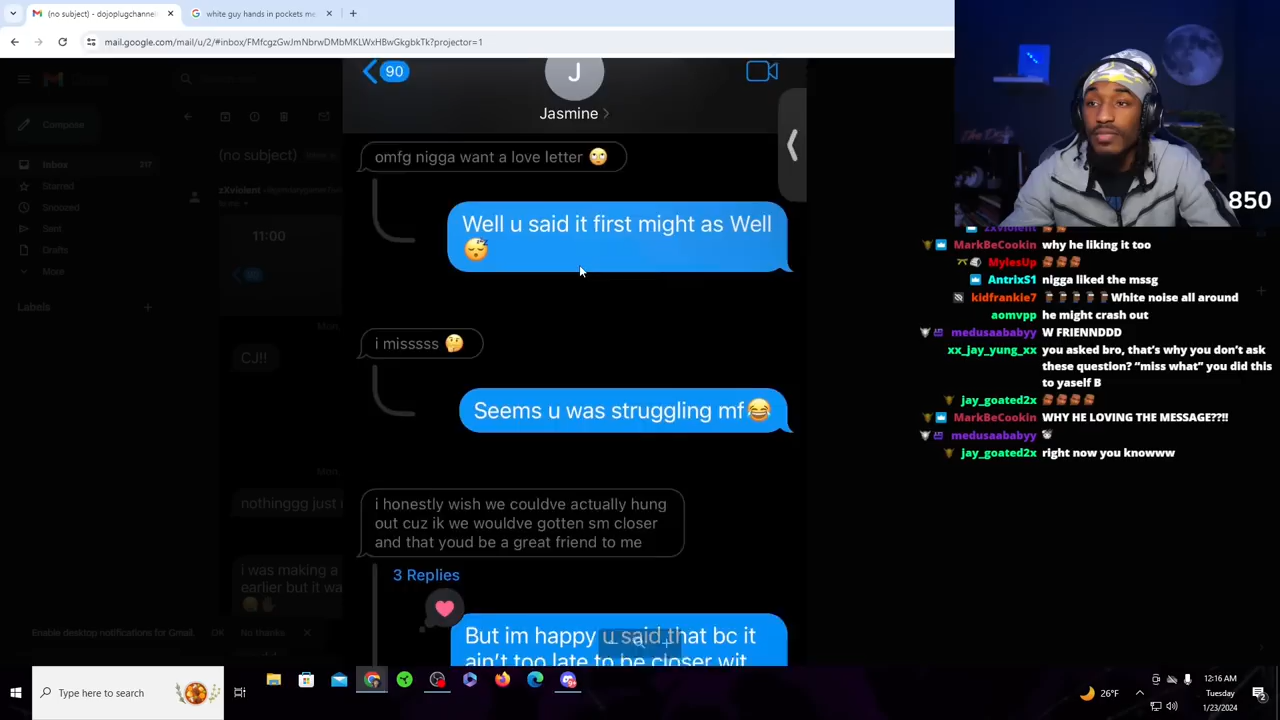 (no subject) - dojoplugchannel
white guy hands in pockets me
mail.google.com/mail/u/2/#inbox/FMfcgzGwJmNbrwDMbMKLWxHBwGkgbkTk?projector=1
90
J
Jasmine
omfg nigga want a love letter 🙄
Well u said it first might as Well
😴
i misssss 🤔
Seems u was struggling mf😂
i honestly wish we couldve actually hung
out cuz ik we wouldve gotten sm closer
and that youd be a great friend to me
3 Replies
But im happy u said that bc it
ain't too late to be closer wit
Compose
Inbox 217
Starred
Snoozed
Sent
Drafts
More
Labels
(no subject)
zXviolent
11:00
Mon
CJ!!
Mon
nothinggg just
i was making a
earlier but it wa
Enable desktop notifications for Gmail. OK No thanks
850
zXviolent
MarkBeCookin why he liking it too
MylesUp
AntrixS1 nigga liked the mssg
kidfrankie7 White noise all around
aomvpp he might crash out
medusaababyy W FRIENNDDD
xx_jay_yung_xx you asked bro, that's why you don't ask
these question? “miss what” you did this
to yaself B
jay_goated2x
MarkBeCookin WHY HE LOVING THE MESSAGE??!!
medusaababyy
jay_goated2x right now you knowww
Type here to search
26°F
12:16 AM
Tuesday
1/23/2024
2